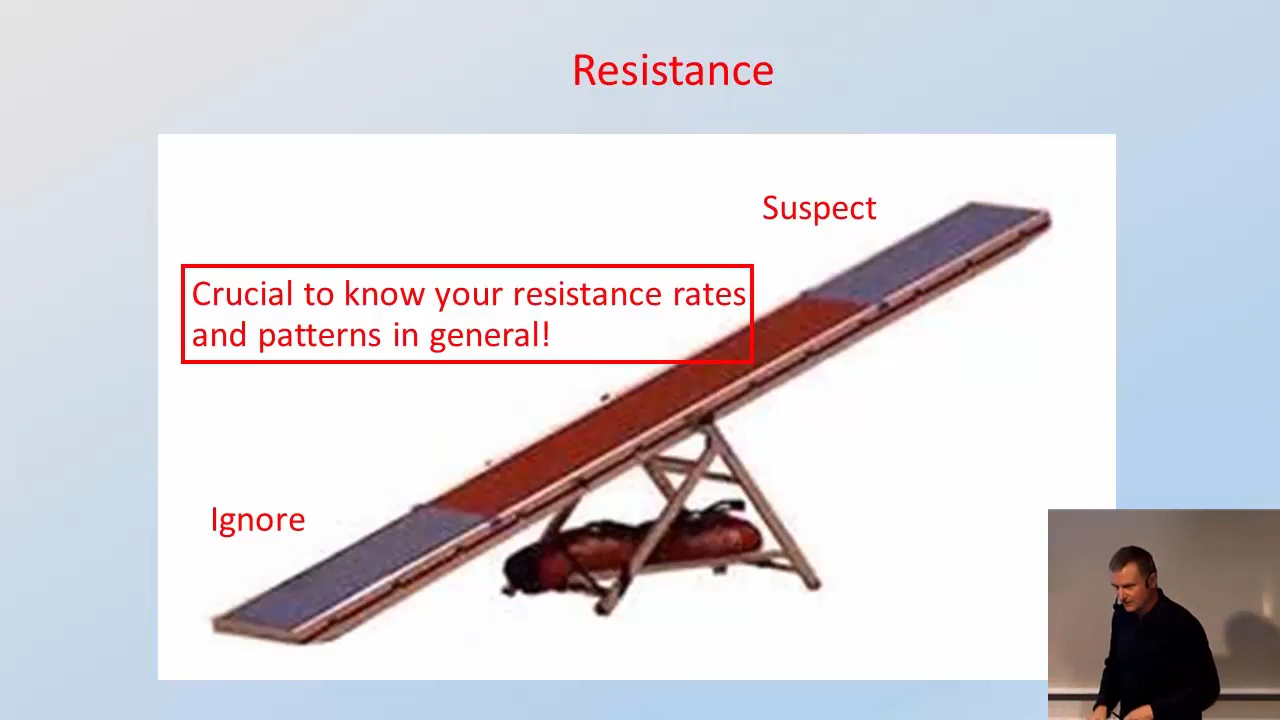 Resistance
Suspect
Crucial to know your resistance rates
and patterns in general!
Ignore